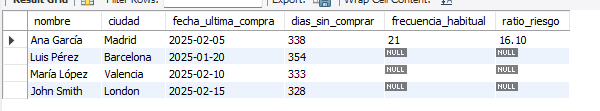 Result Grid Filter Rows: Export: Wrap Cell Content:
nombre ciudad fecha_ultima_compra dias_sin_comprar frecuencia_habitual ratio_riesgo
Ana García Madrid 2025-02-05 338 21 16.10
Luis Pérez Barcelona 2025-01-20 354 NULL NULL
María López Valencia 2025-02-10 333 NULL NULL
John Smith London 2025-02-15 328 NULL NULL